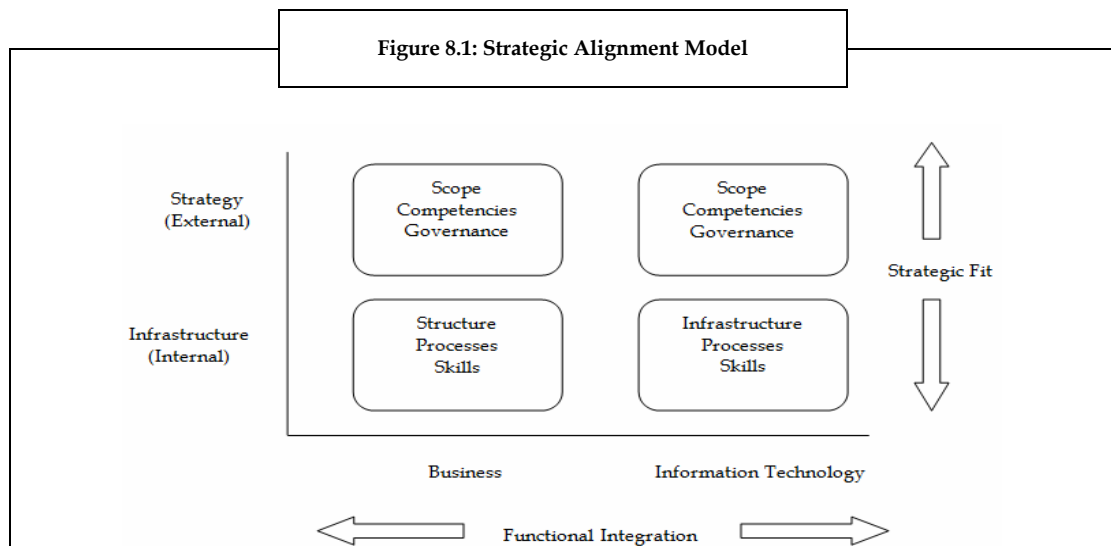 Figure 8.1: Strategic Alignment Model
Strategy
(External)
Scope
Competencies
Governance
Scope
Competencies
Governance
Strategic Fit
Infrastructure
(Internal)
Structure
Processes
Skills
Infrastructure
Processes
Skills
Business
Information Technology
Functional Integration